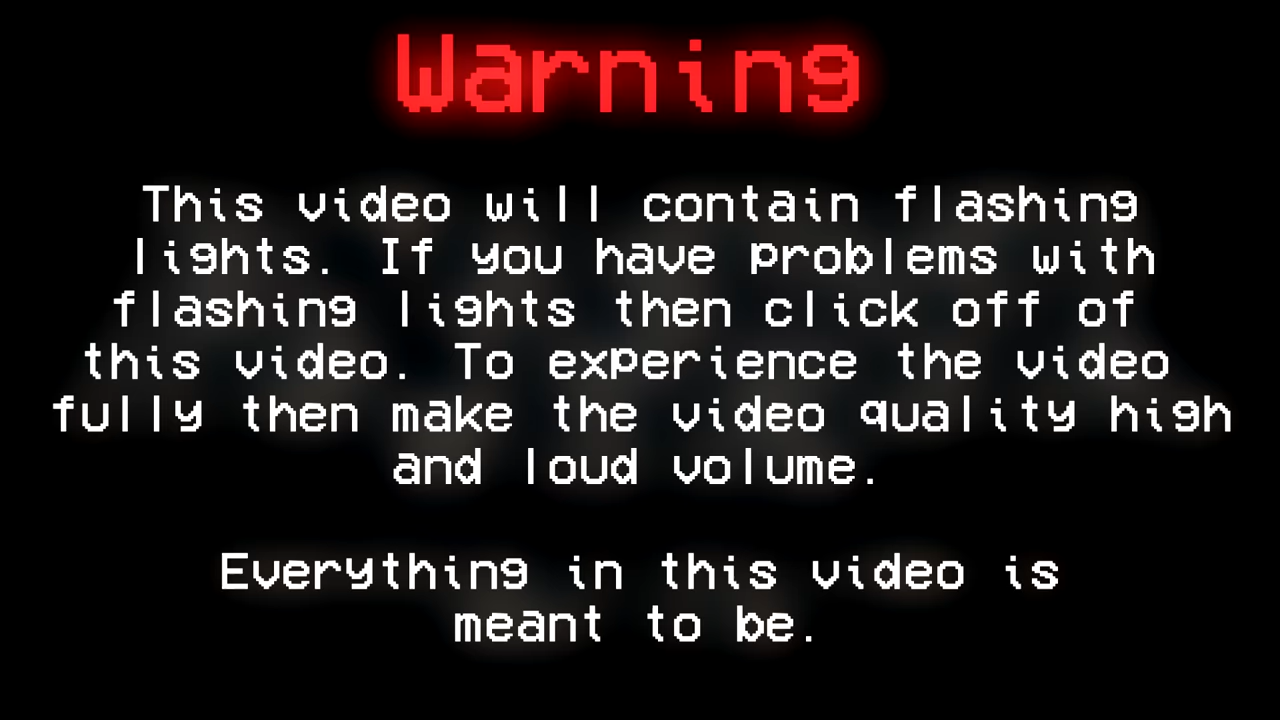 Warning
This video will contain flashing
lights. If you have problems with
flashing lights then click off of
this video. To experience the video
fully then make the video quality high
and loud volume.
Everything in this video is
meant to be.